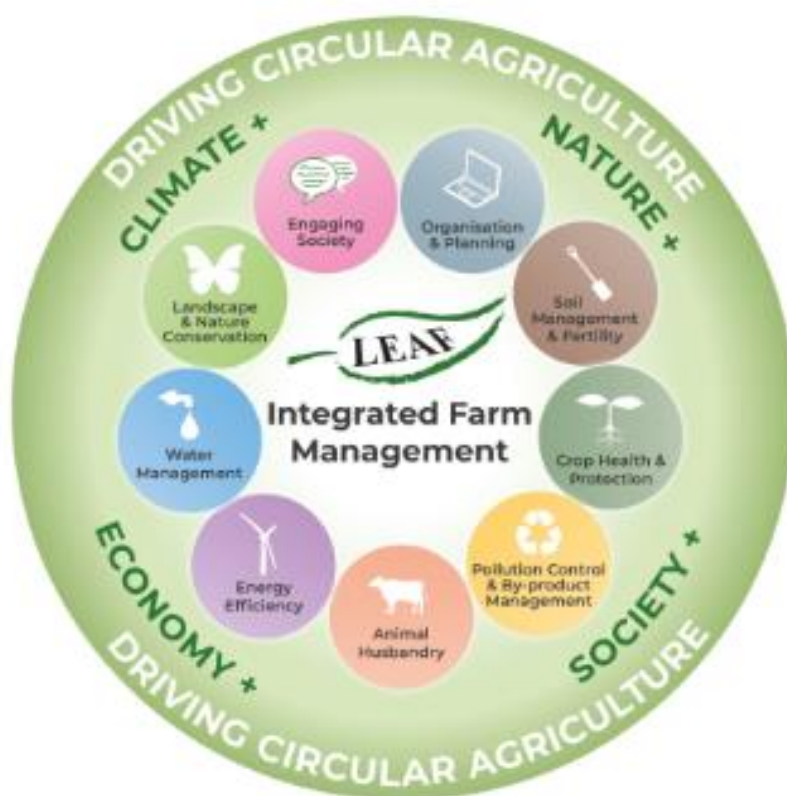 DRIVING CIRCULAR AGRICULTURE
CLIMATE +
NATURE +
Engaging
Society
Organisation
& Planning
Landscape
& Nature
Conservation
Soil
Management
& Fertility
LEAF
Integrated Farm
Management
Water
Management
Crop Health &
Protection
Energy
Efficiency
Pollution Control
& By-product
Management
Animal
Husbandry
ECONOMY +
SOCIETY +
DRIVING CIRCULAR AGRICULTURE